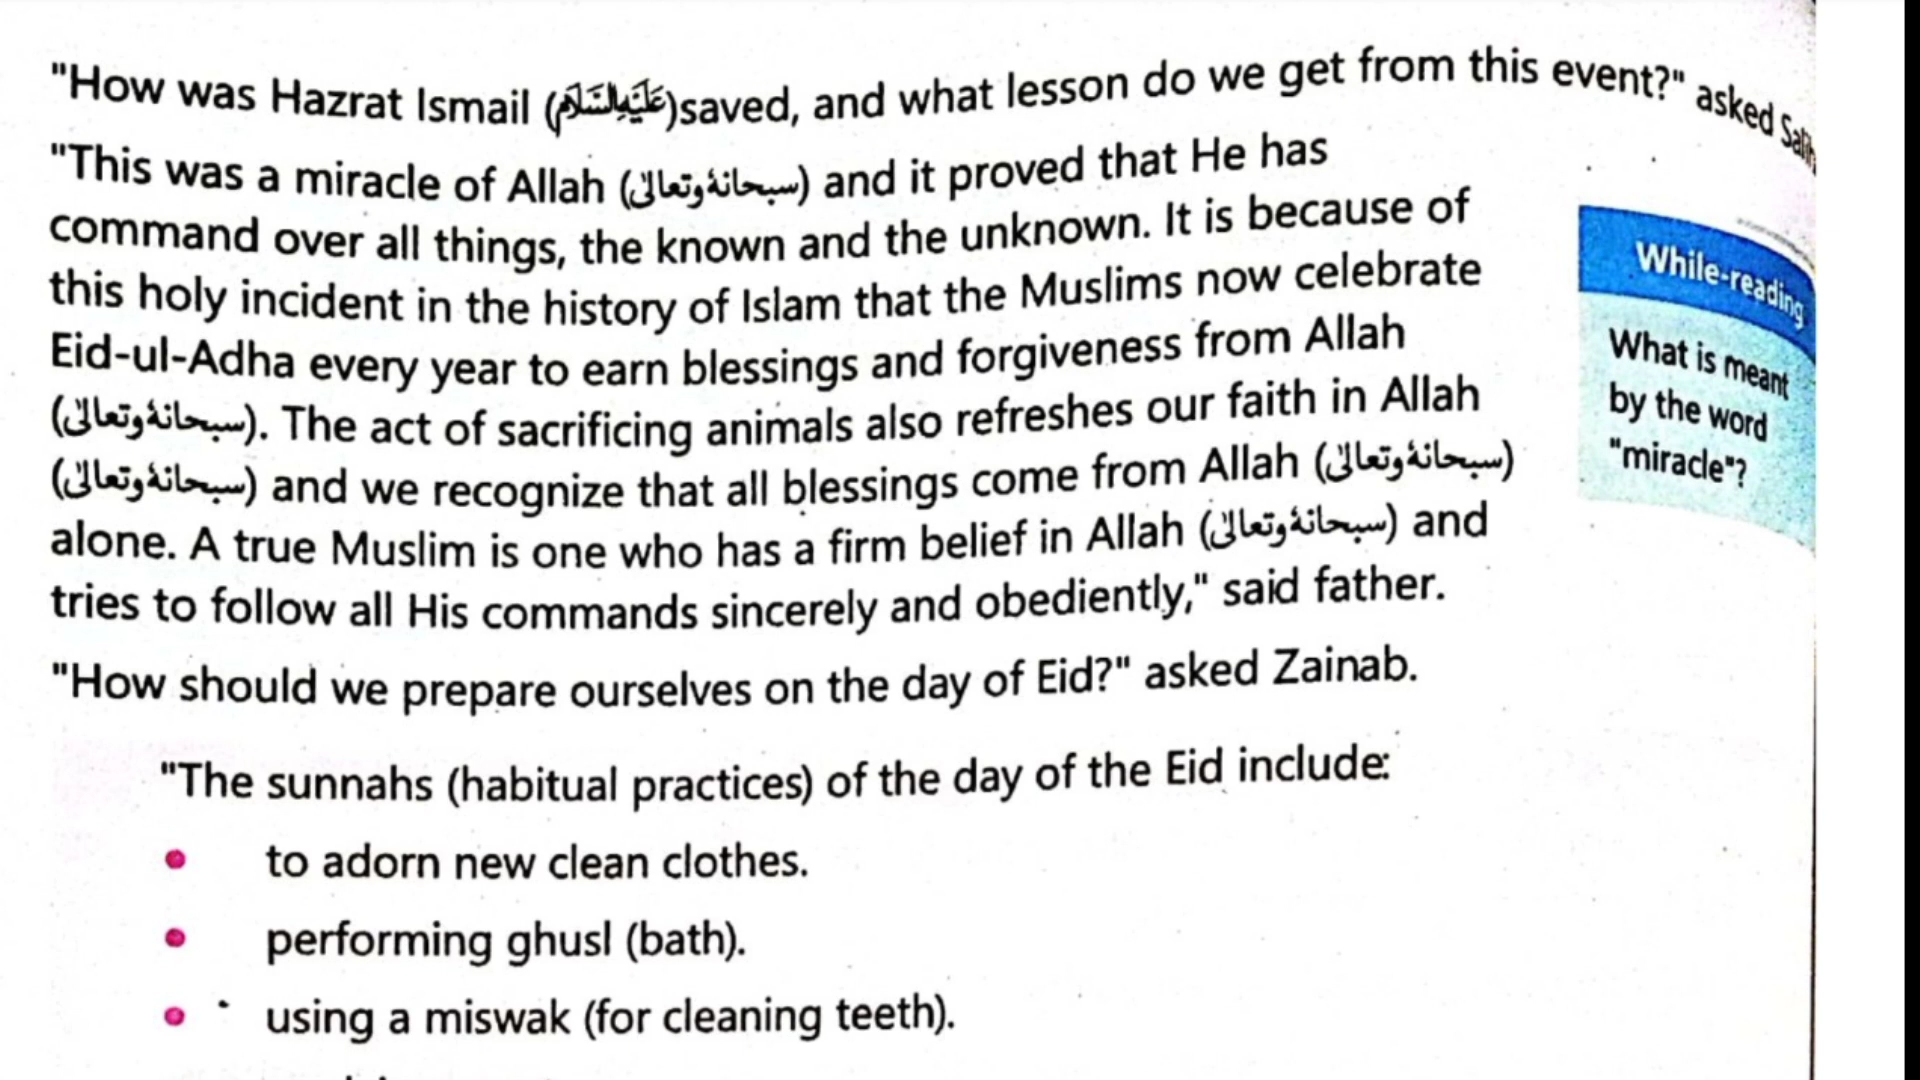 "How was Hazrat Ismail (عَلَيْهِ السَّلَام) saved, and what lesson do we get from this event?" asked
"This was a miracle of Allah (سبحانهٗ وتعالیٰ) and it proved that He has
command over all things, the known and the unknown. It is because of
this holy incident in the history of Islam that the Muslims now celebrate
Eid-ul-Adha every year to earn blessings and forgiveness from Allah
(سبحانهٗ وتعالیٰ). The act of sacrificing animals also refreshes our faith in Allah
(سبحانهٗ وتعالیٰ) and we recognize that all blessings come from Allah (سبحانهٗ وتعالیٰ)
alone. A true Muslim is one who has a firm belief in Allah (سبحانهٗ وتعالیٰ) and
tries to follow all His commands sincerely and obediently," said father.
"How should we prepare ourselves on the day of Eid?" asked Zainab.
"The sunnahs (habitual practices) of the day of the Eid include:
• to adorn new clean clothes.
• performing ghusl (bath).
• using a miswak (for cleaning teeth).
While-reading
What is meant
by the word
"miracle"?